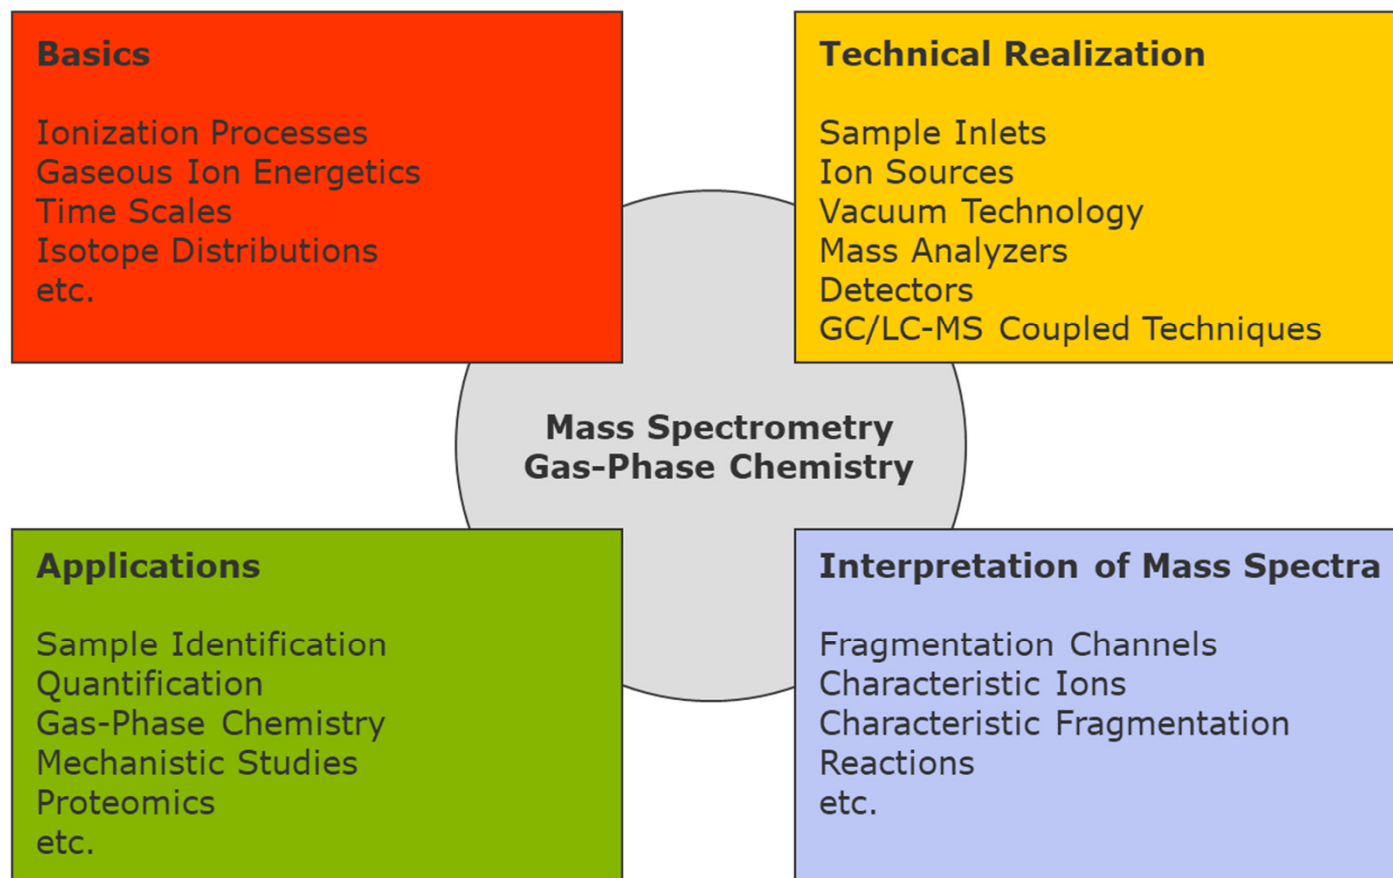 Basics
Ionization Processes
Gaseous Ion Energetics
Time Scales
Isotope Distributions
etc.
Technical Realization
Sample Inlets
Ion Sources
Vacuum Technology
Mass Analyzers
Detectors
GC/LC-MS Coupled Techniques
Mass Spectrometry
Gas-Phase Chemistry
Applications
Sample Identification
Quantification
Gas-Phase Chemistry
Mechanistic Studies
Proteomics
etc.
Interpretation of Mass Spectra
Fragmentation Channels
Characteristic Ions
Characteristic Fragmentation
Reactions
etc.